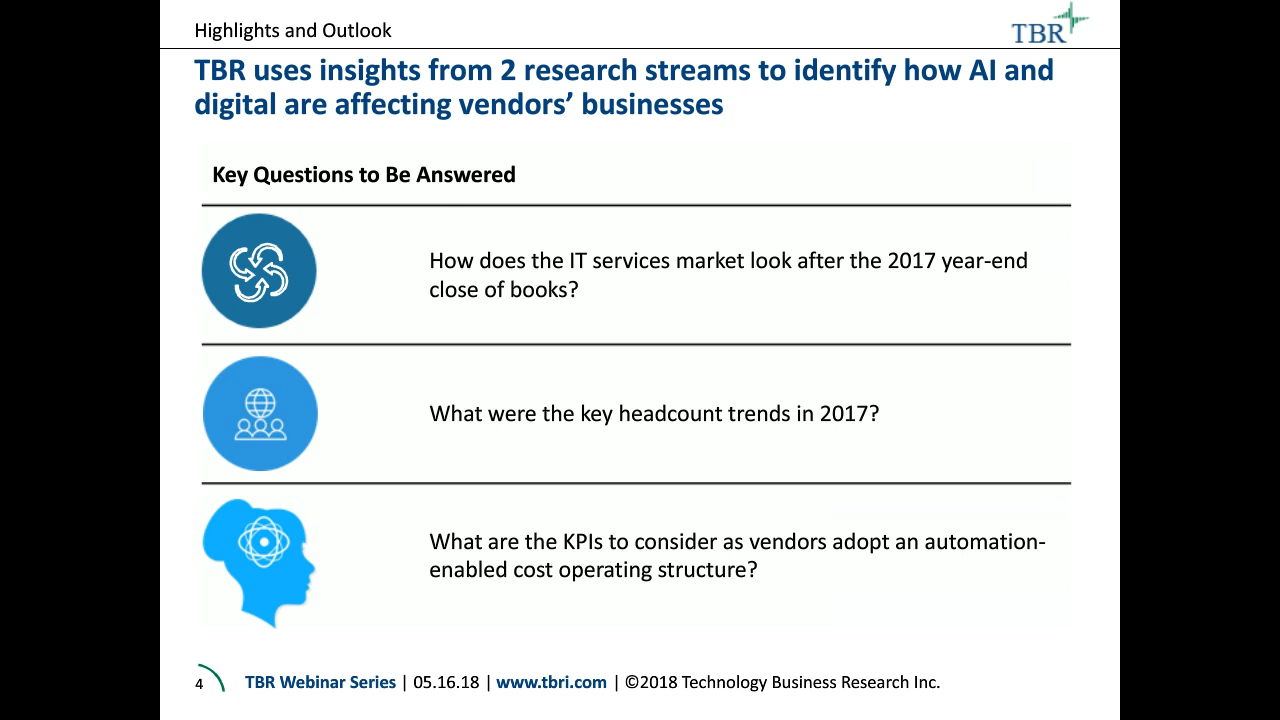 Highlights and Outlook
TBR
TBR uses insights from 2 research streams to identify how AI and
digital are affecting vendors’ businesses
Key Questions to Be Answered
How does the IT services market look after the 2017 year-end
close of books?
What were the key headcount trends in 2017?
What are the KPIs to consider as vendors adopt an automation-
enabled cost operating structure?
4 TBR Webinar Series | 05.16.18 | www.tbri.com | ©2018 Technology Business Research Inc.